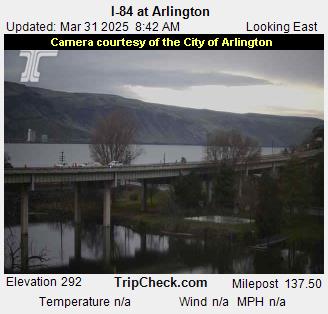 I-84 at Arlington
Updated: Mar 31 2025 8:42 AM Looking East
Camera courtesy of the City of Arlington
Elevation 292 TripCheck.com Milepost 137.50
Temperature n/a Wind n/a MPH n/a